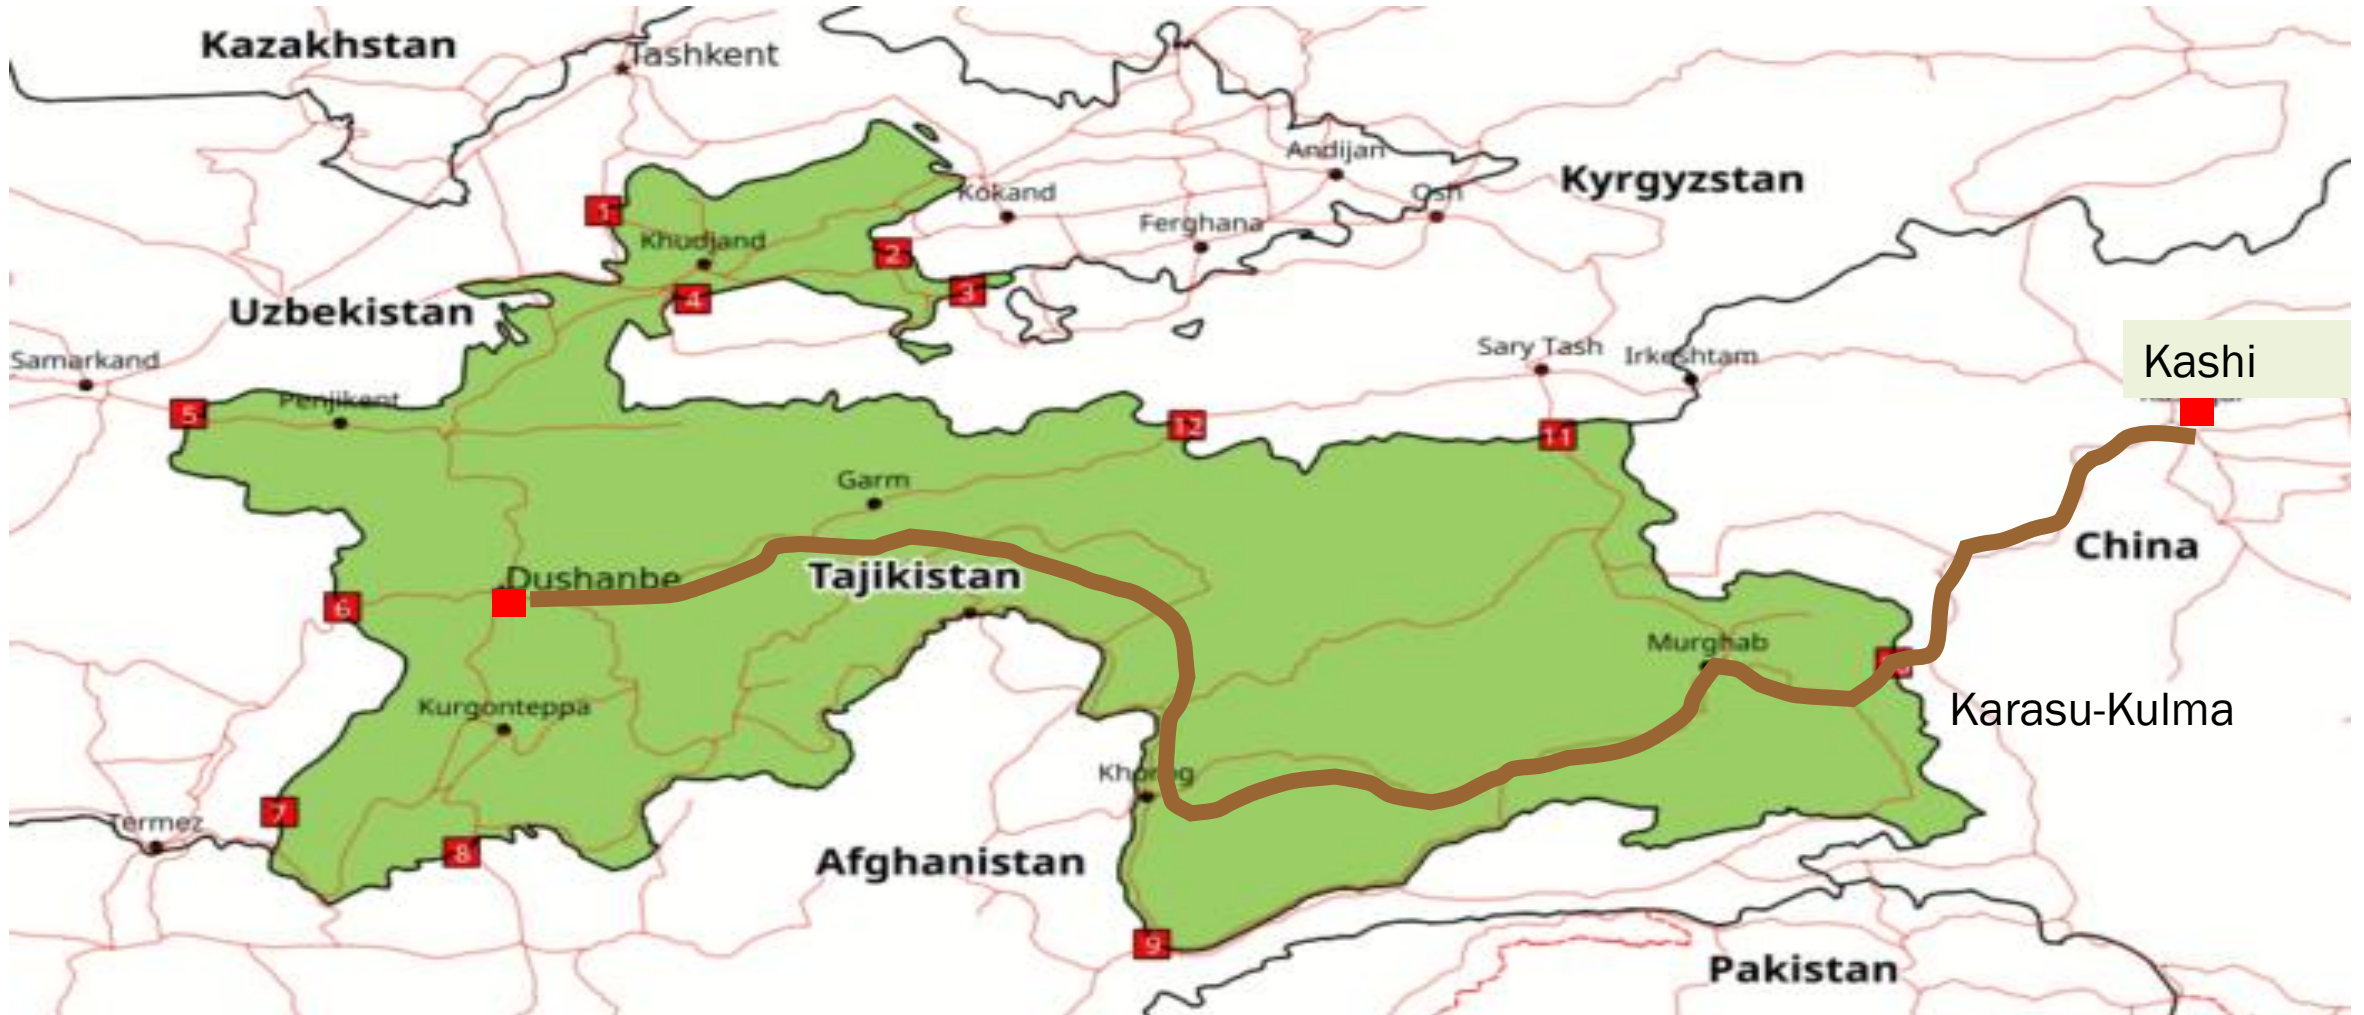 Kazakhstan
Tashkent
Andijan
Kyrgyzstan
Kokand
Osh
1
Ferghana
Khudjand
2
3
4
Uzbekistan
Sary Tash
Irkeshtam
Samarkand
Kashi
Penjikent
5
12
11
Garm
China
Dushanbe
Tajikistan
6
Murghab
Kurgonteppa
Karasu-Kulma
Khorog
7
Termez
8
Afghanistan
9
Pakistan